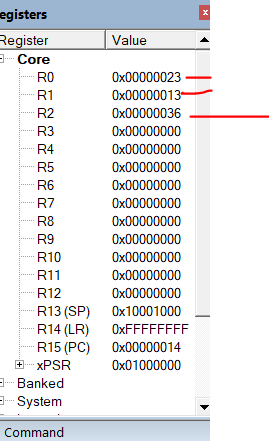 egisters
Register Value
Core
R0 0x00000023
R1 0x00000013
R2 0x00000036
R3 0x00000000
R4 0x00000000
R5 0x00000000
R6 0x00000000
R7 0x00000000
R8 0x00000000
R9 0x00000000
R10 0x00000000
R11 0x00000000
R12 0x00000000
R13 (SP) 0x10001000
R14 (LR) 0xFFFFFFFF
R15 (PC) 0x00000014
xPSR 0x01000000
Banked
System
Command